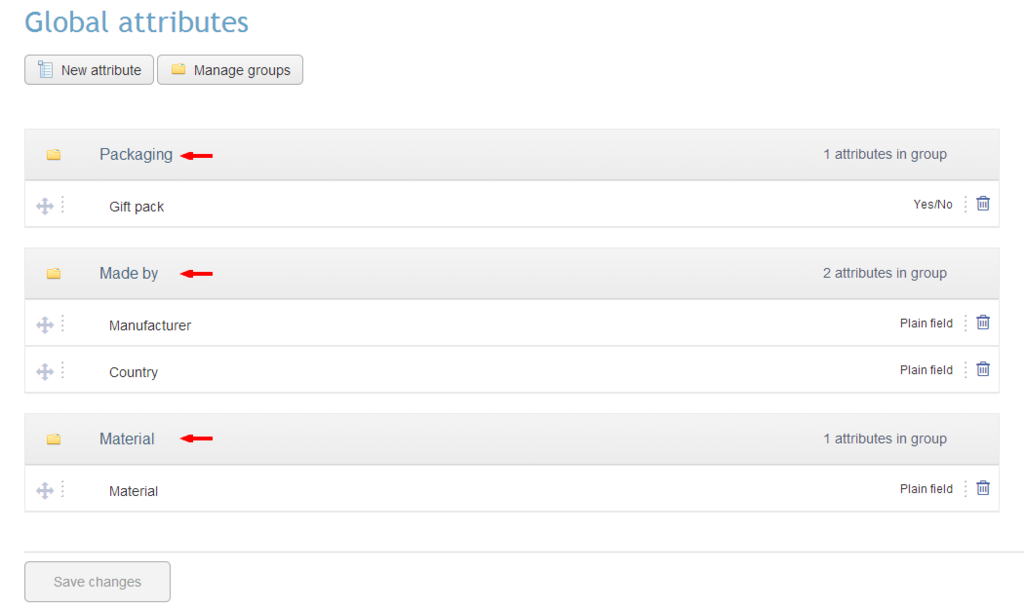 Global attributes
New attribute Manage groups
Packaging 1 attributes in group
Gift pack Yes/No
Made by 2 attributes in group
Manufacturer Plain field
Country Plain field
Material 1 attributes in group
Material Plain field
Save changes